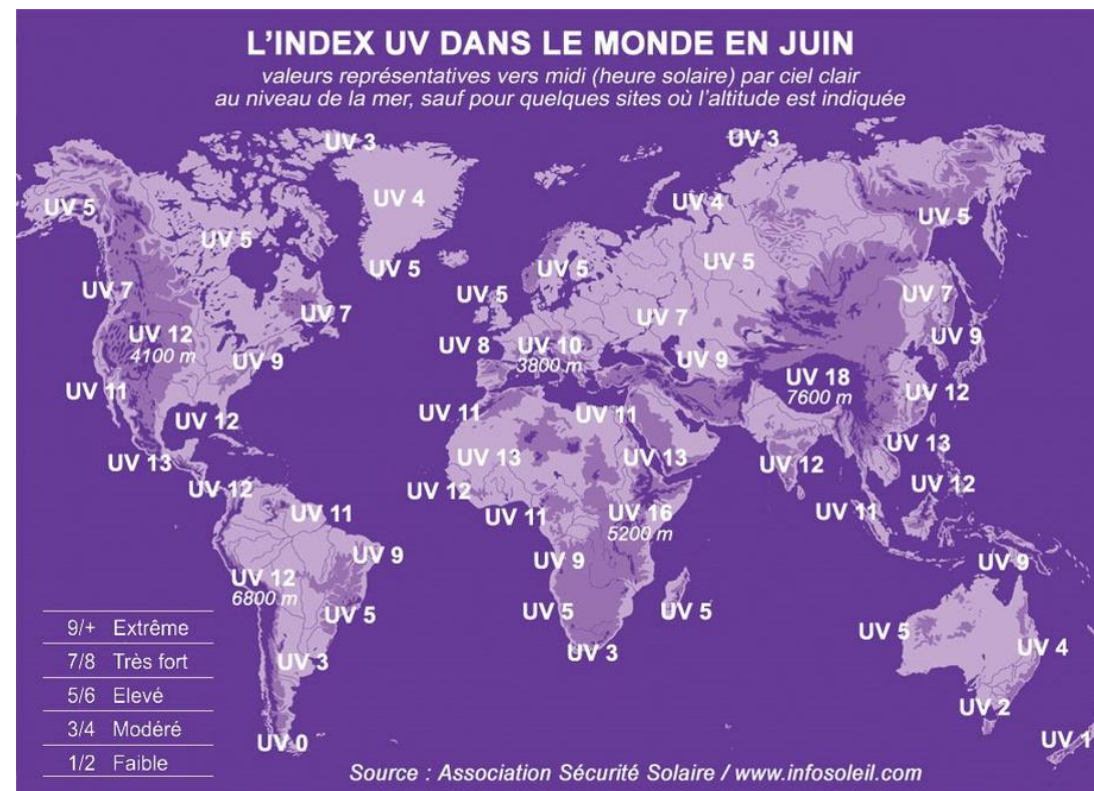 L'INDEX UV DANS LE MONDE EN JUIN
valeurs représentatives vers midi (heure solaire) par ciel clair
au niveau de la mer, sauf pour quelques sites où l'altitude est indiquée
UV 3
UV 3
UV 4
UV 4
UV 5
UV 5
UV 5
UV 5
UV 5
UV 5
UV 5
UV 7
UV 7
UV 7
UV 7
UV 12
4100 m
UV 9
UV 8
UV 10
3800 m
UV 9
UV 9
UV 11
UV 18
7600 m
UV 12
UV 12
UV 11
UV 11
UV 13
UV 13
UV 13
UV 13
UV 12
UV 12
UV 12
UV 12
UV 11
UV 11
UV 16
5200 m
UV 11
UV 9
UV 9
UV 9
UV 12
6800 m
UV 5
UV 5
UV 5
UV 5
UV 4
UV 3
UV 3
UV 2
UV 0
UV 1
9/+ Extrême
7/8 Très fort
5/6 Elevé
3/4 Modéré
1/2 Faible
Source : Association Sécurité Solaire / www.infosoleil.com